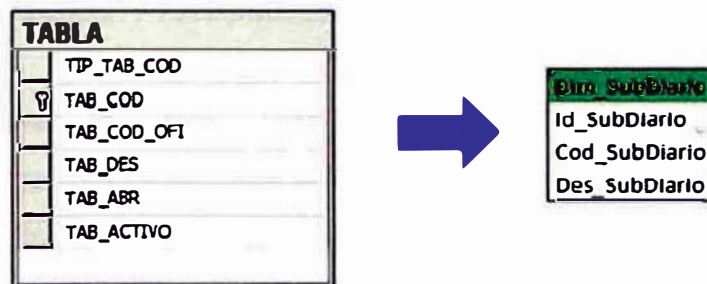 TABLA
TIP_TAB_COD
TAB_COD
TAB_COD_OFI
TAB_DES
TAB_ABR
TAB_ACTIVO
Dim_SubDiario
Id_SubDiario
Cod_SubDiario
Des_SubDiario